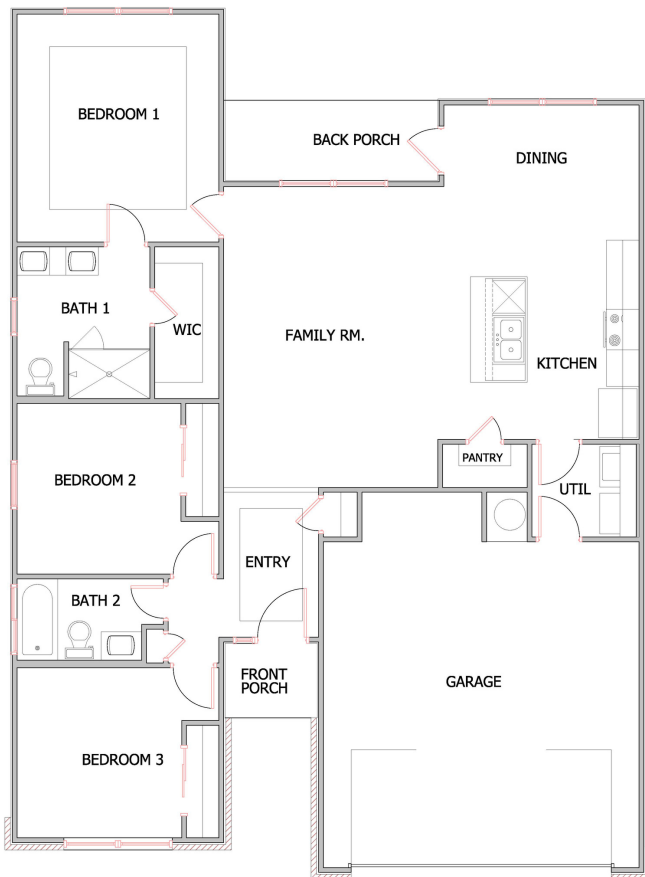 BEDROOM 1
BACK PORCH
DINING
BATH 1
WIC
FAMILY RM.
KITCHEN
BEDROOM 2
PANTRY
UTIL
ENTRY
BATH 2
FRONT
PORCH
GARAGE
BEDROOM 3